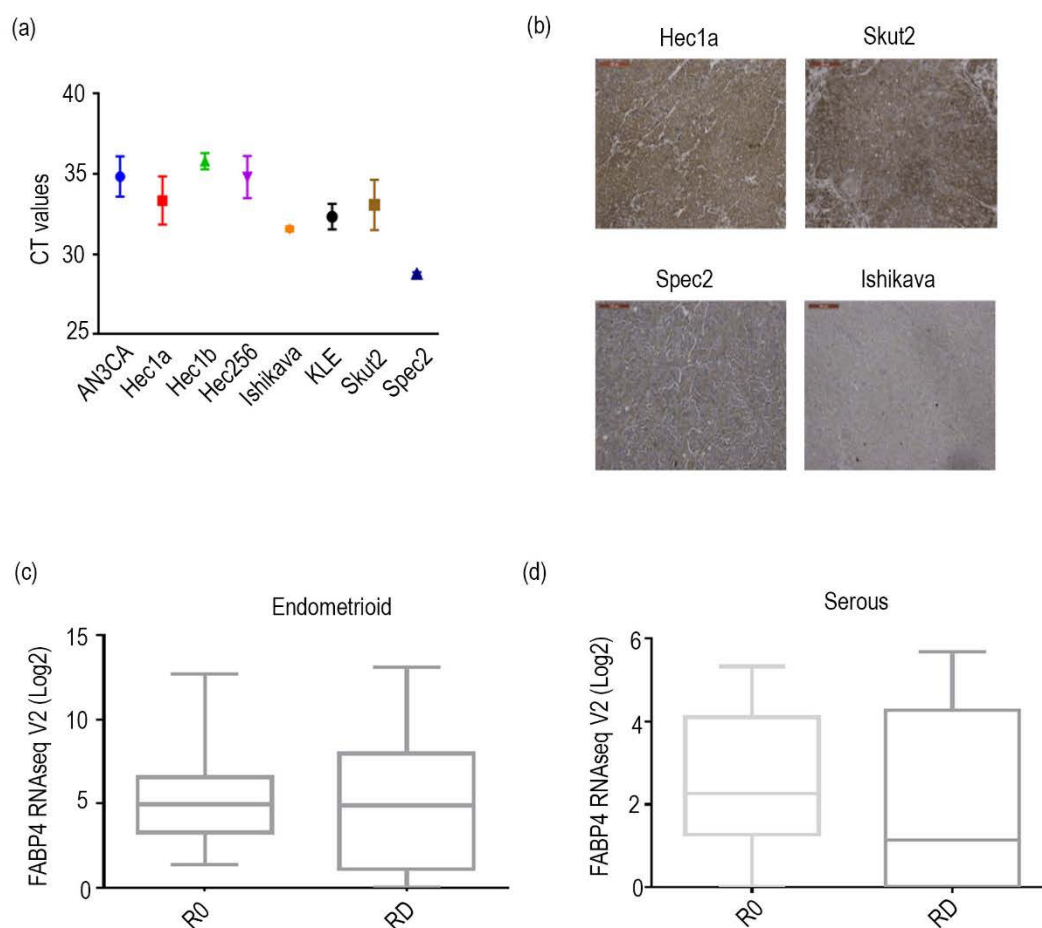 (a)
CT values
40
35
30
25
AN3CA
Hec1a
Hec1b
Hec256
Ishikava
KLE
Skut2
Spec2
(b)
Hec1a
Skut2
Spec2
Ishikava
(c)
Endometrioid
FABP4 RNAseq V2 (Log2)
15
10
5
0
R0
RD
(d)
Serous
FABP4 RNAseq V2 (Log2)
6
4
2
0
R0
RD